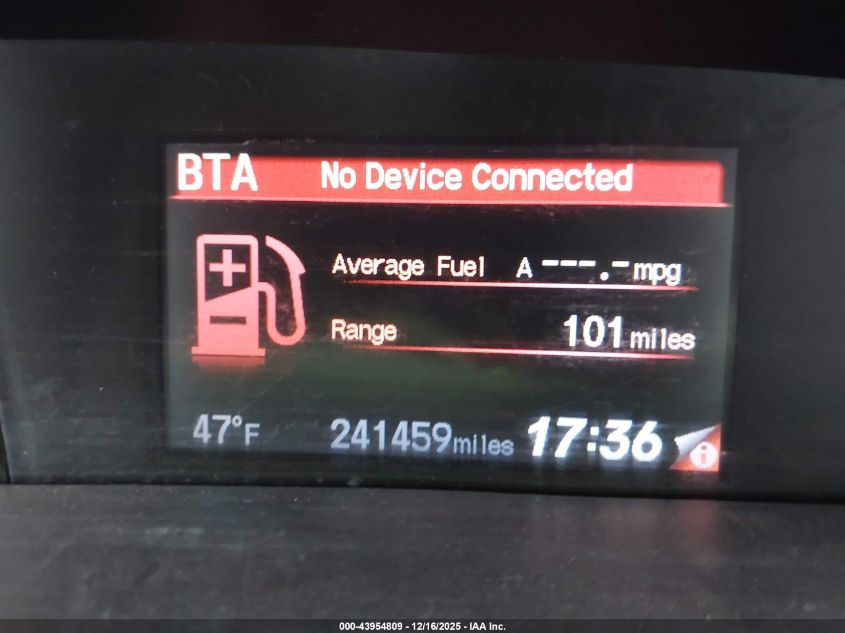 BTA No Device Connected
Average Fuel A ---.- mpg
Range 101 miles
47°F 241459 miles 17:36 i
000-43954809 - 12/16/2025 - IAA Inc.